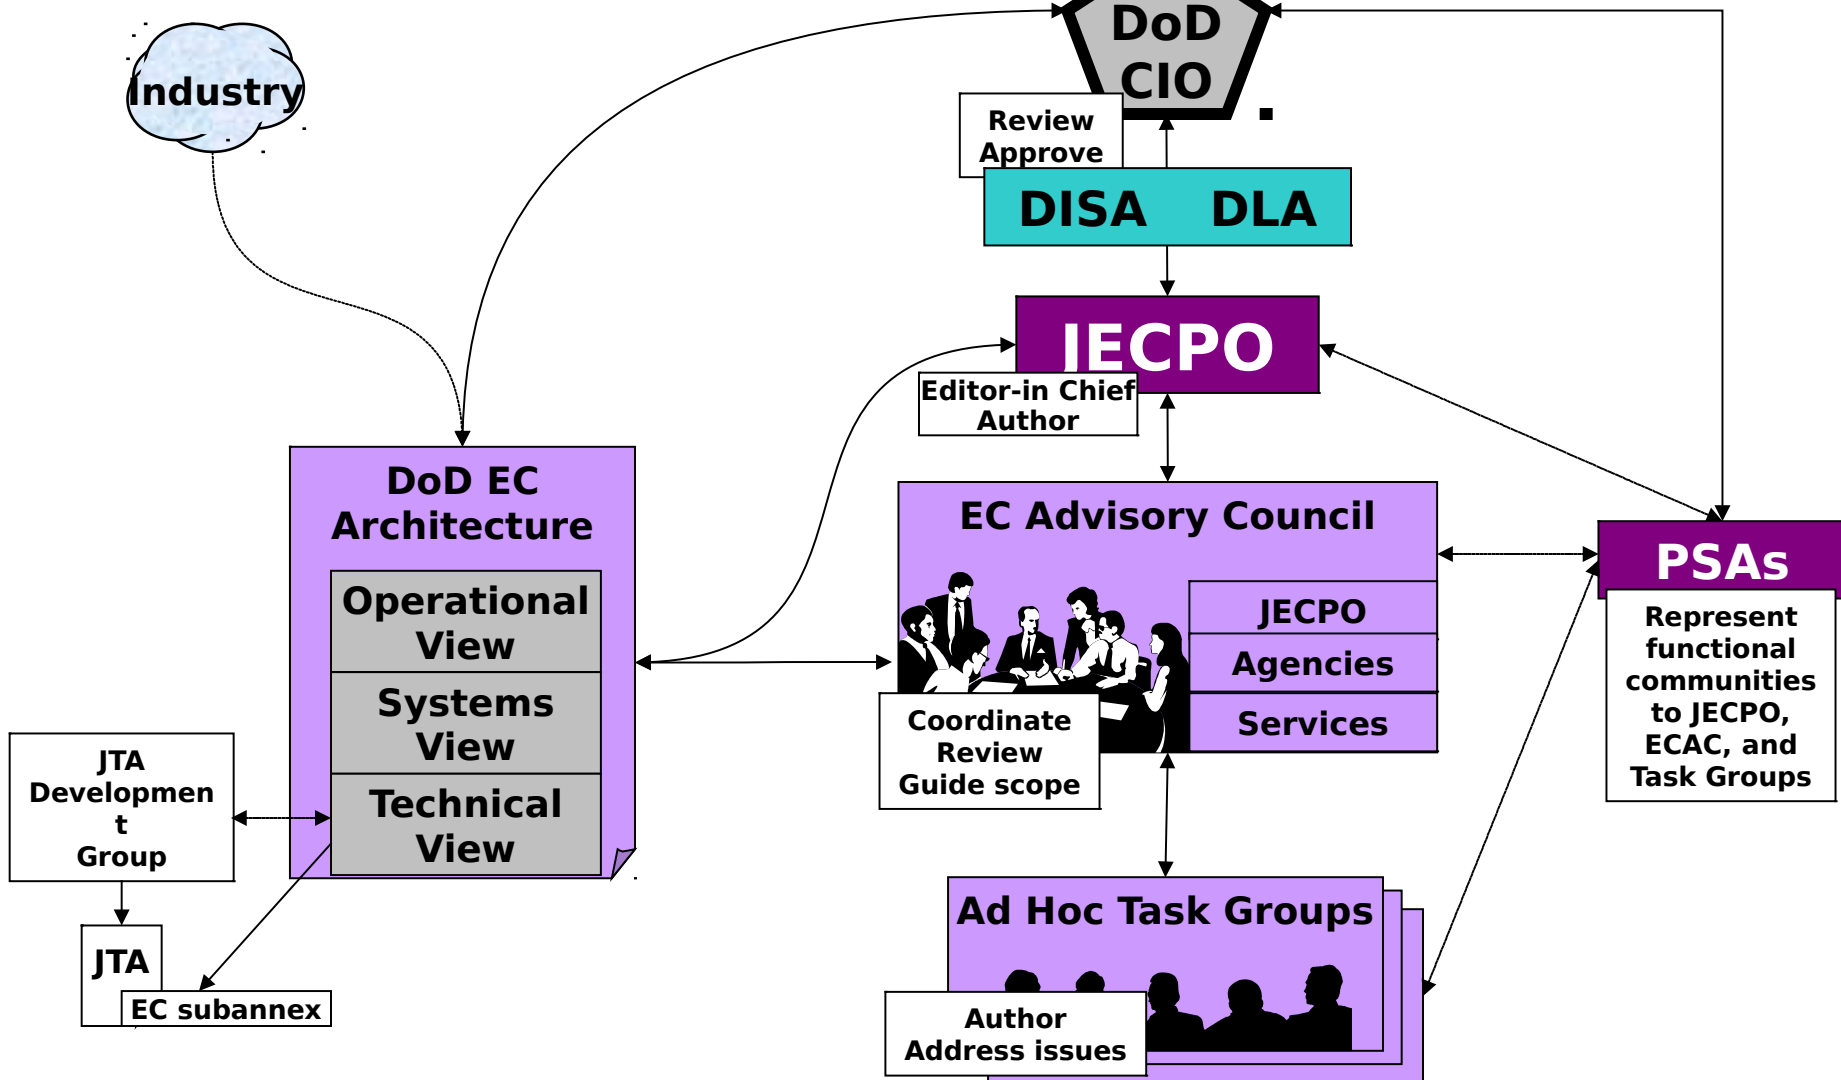 DoD
CIO
Industry
Review
Approve
DISA DLA
JECPO
Editor-in Chief
Author
DoD EC
Architecture
Operational
View
Systems
View
Technical
View
EC Advisory Council
JECPO
Agencies
Services
Coordinate
Review
Guide scope
PSAs
Represent
functional
communities
to JECPO,
ECAC, and
Task Groups
JTA
Developmen
t
Group
JTA
EC subannex
Ad Hoc Task Groups
Author
Address issues